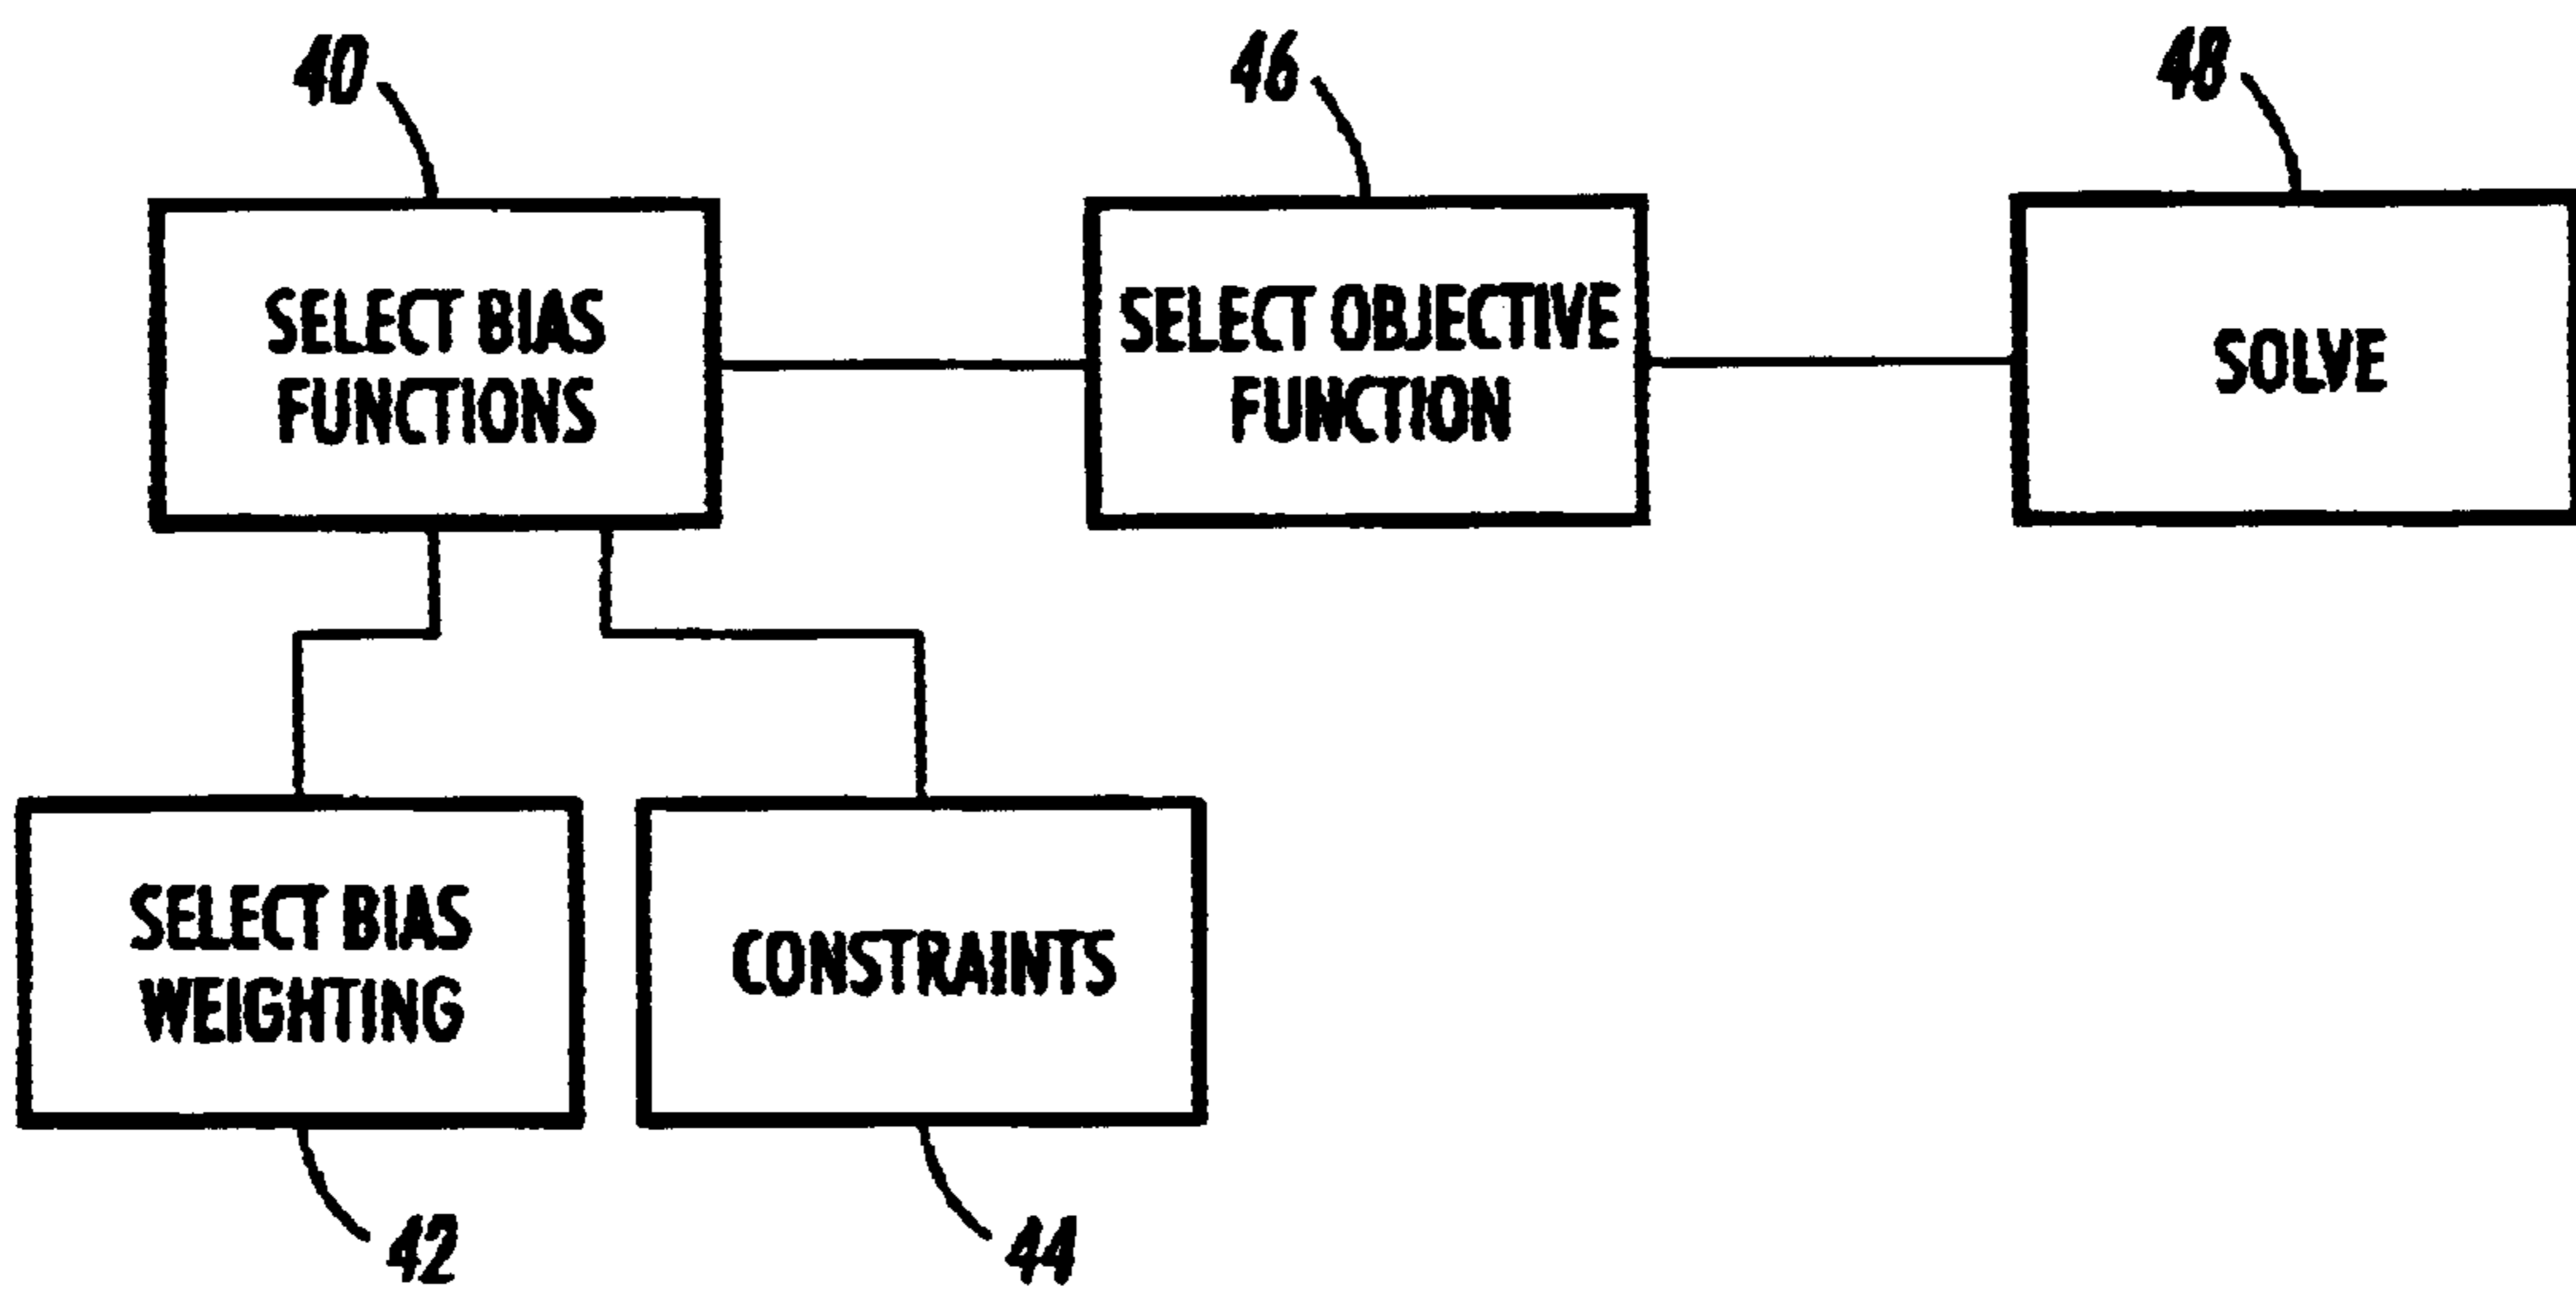 40
46
48
SELECT BIAS
FUNCTIONS
SELECT OBJECTIVE
FUNCTION
SOLVE
SELECT BIAS
WEIGHTING
CONSTRAINTS
42
44